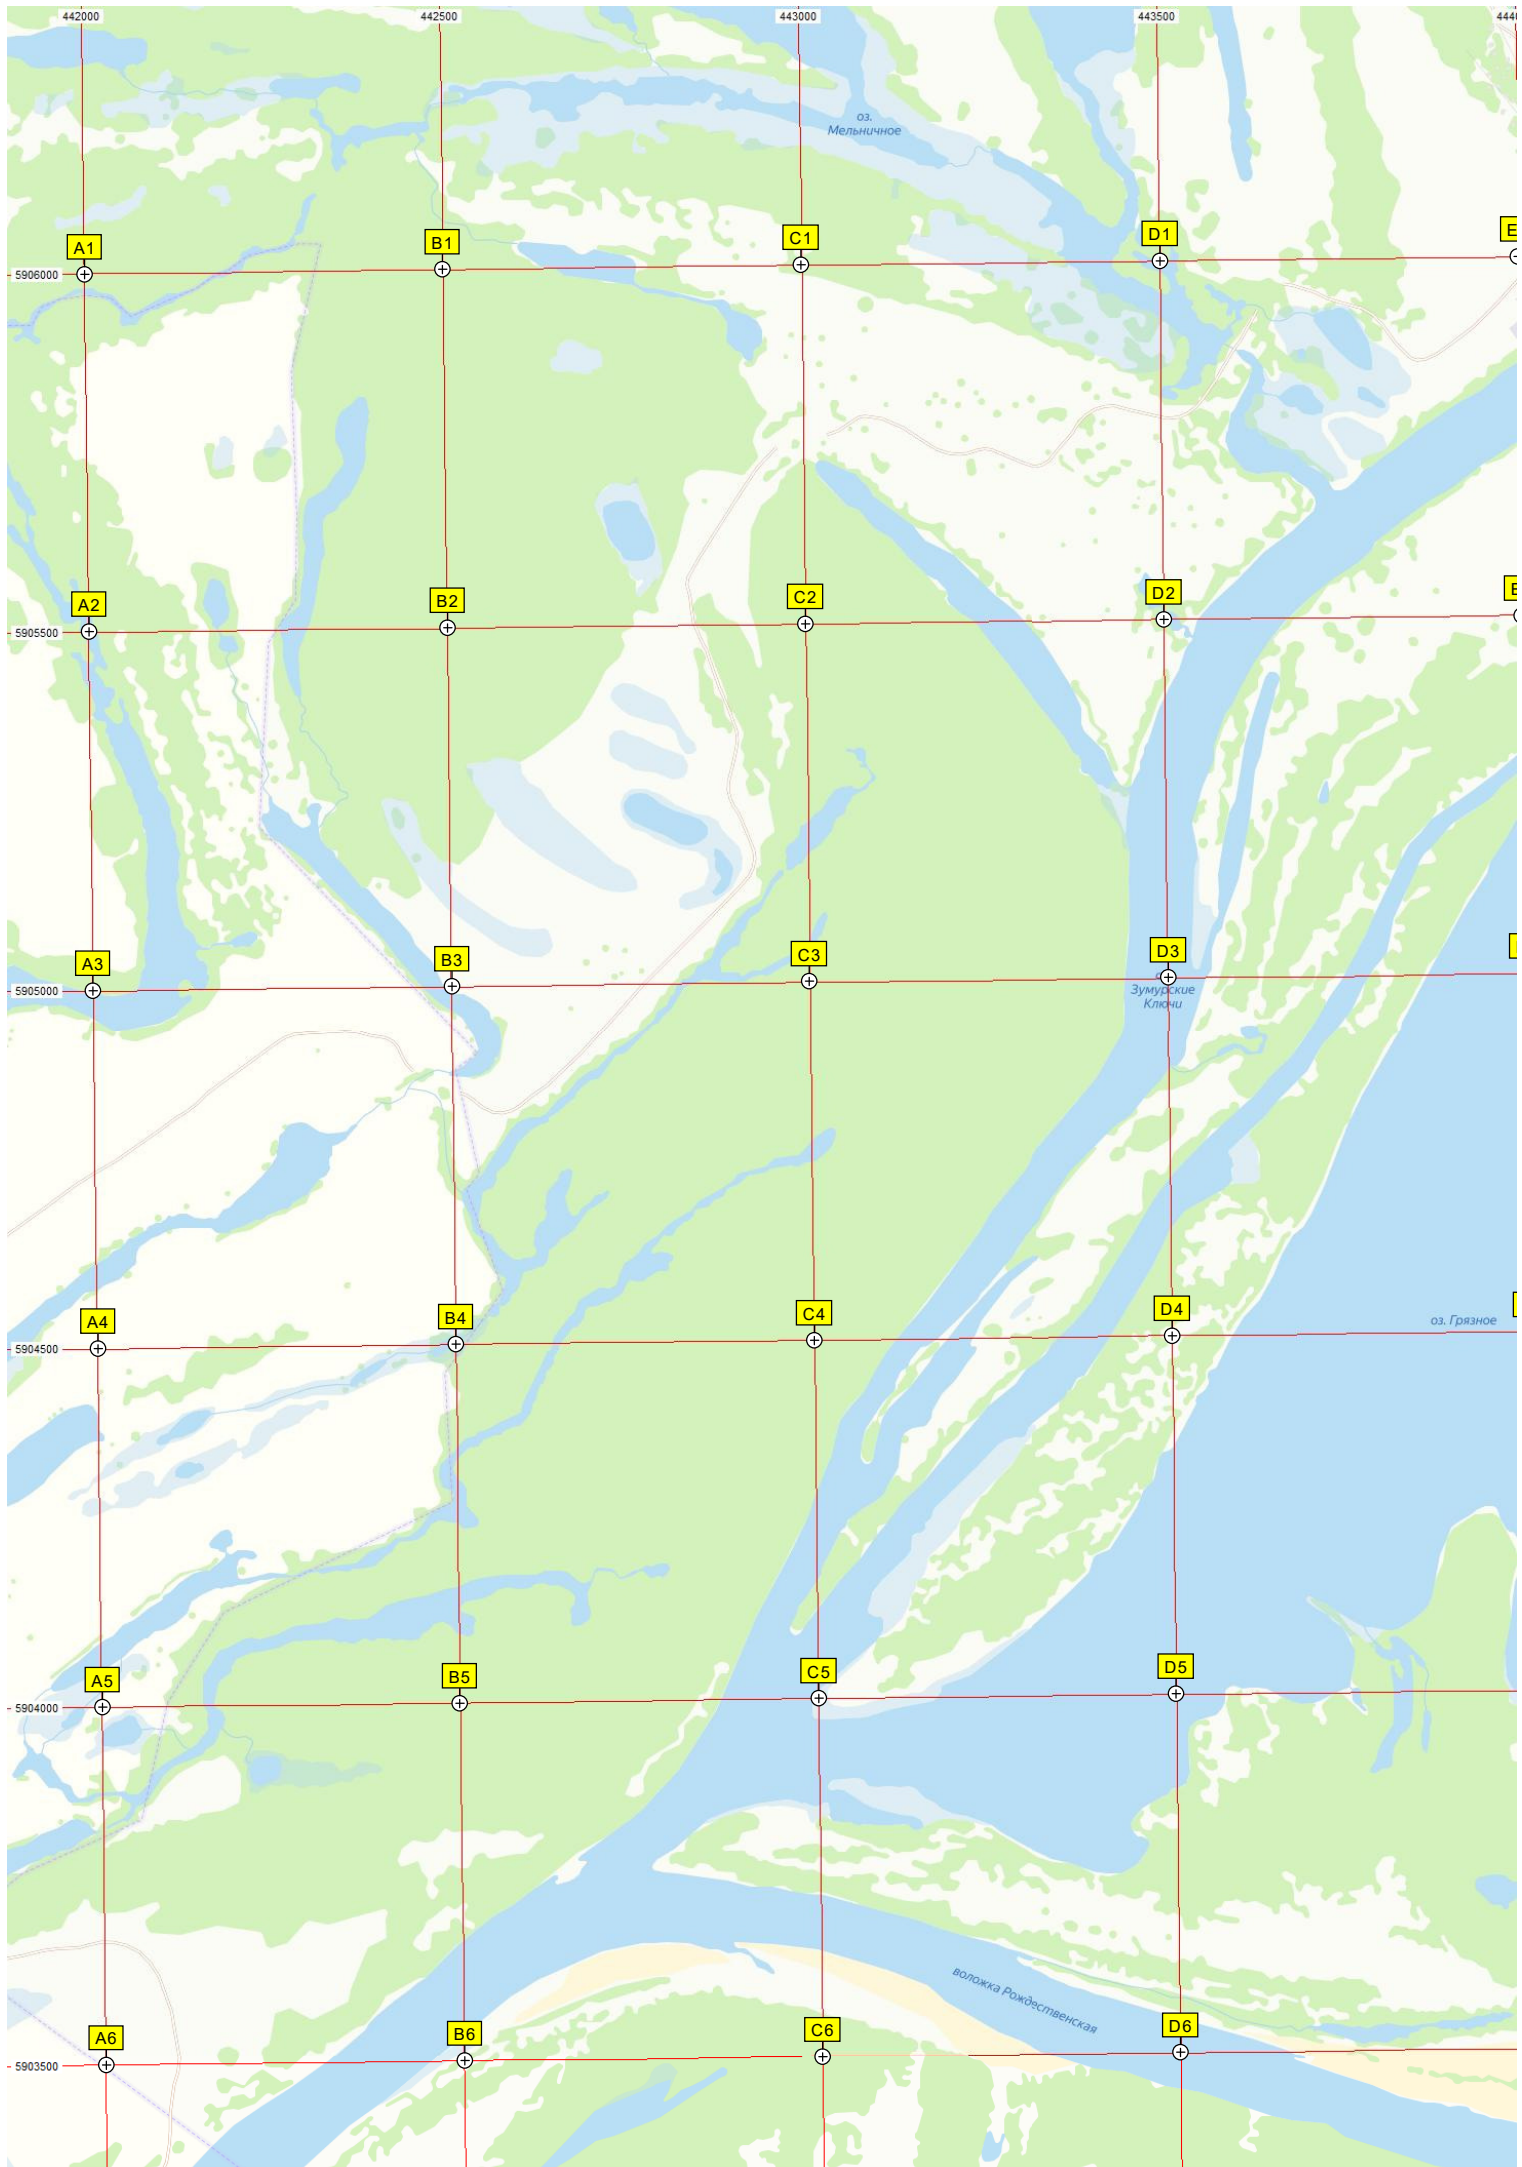 442000
442500
443000
443500
оз.
Мельничное
A1
B1
C1
D1
5906000
A2
B2
C2
D2
5905500
A3
B3
C3
D3
5905000
Зумурские
Ключи
A4
B4
C4
D4
оз. Грязное
5904500
A5
B5
C5
D5
5904000
воложка Рождественская
A6
B6
C6
D6
5903500